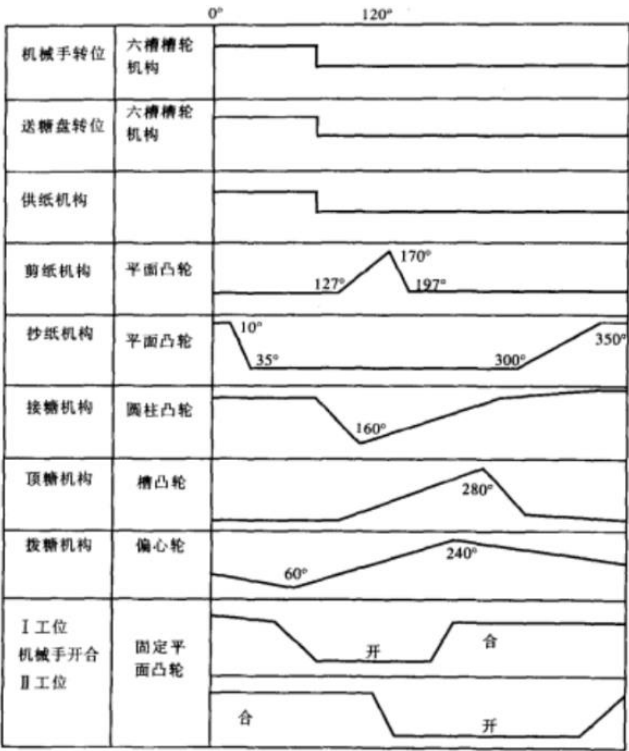 0° 120°
机械手转位 六槽槽轮
机构
送糖盘转位 六槽槽轮
机构
供纸机构
剪纸机构 平面凸轮 127° 170° 197°
抄纸机构 平面凸轮 10° 35° 300° 350°
接糖机构 圆柱凸轮 160°
顶糖机构 槽凸轮 280°
拨糖机构 偏心轮 60° 240°
Ⅰ工位
机械手开合 固定平
面凸轮 开 合
Ⅱ工位
合 开